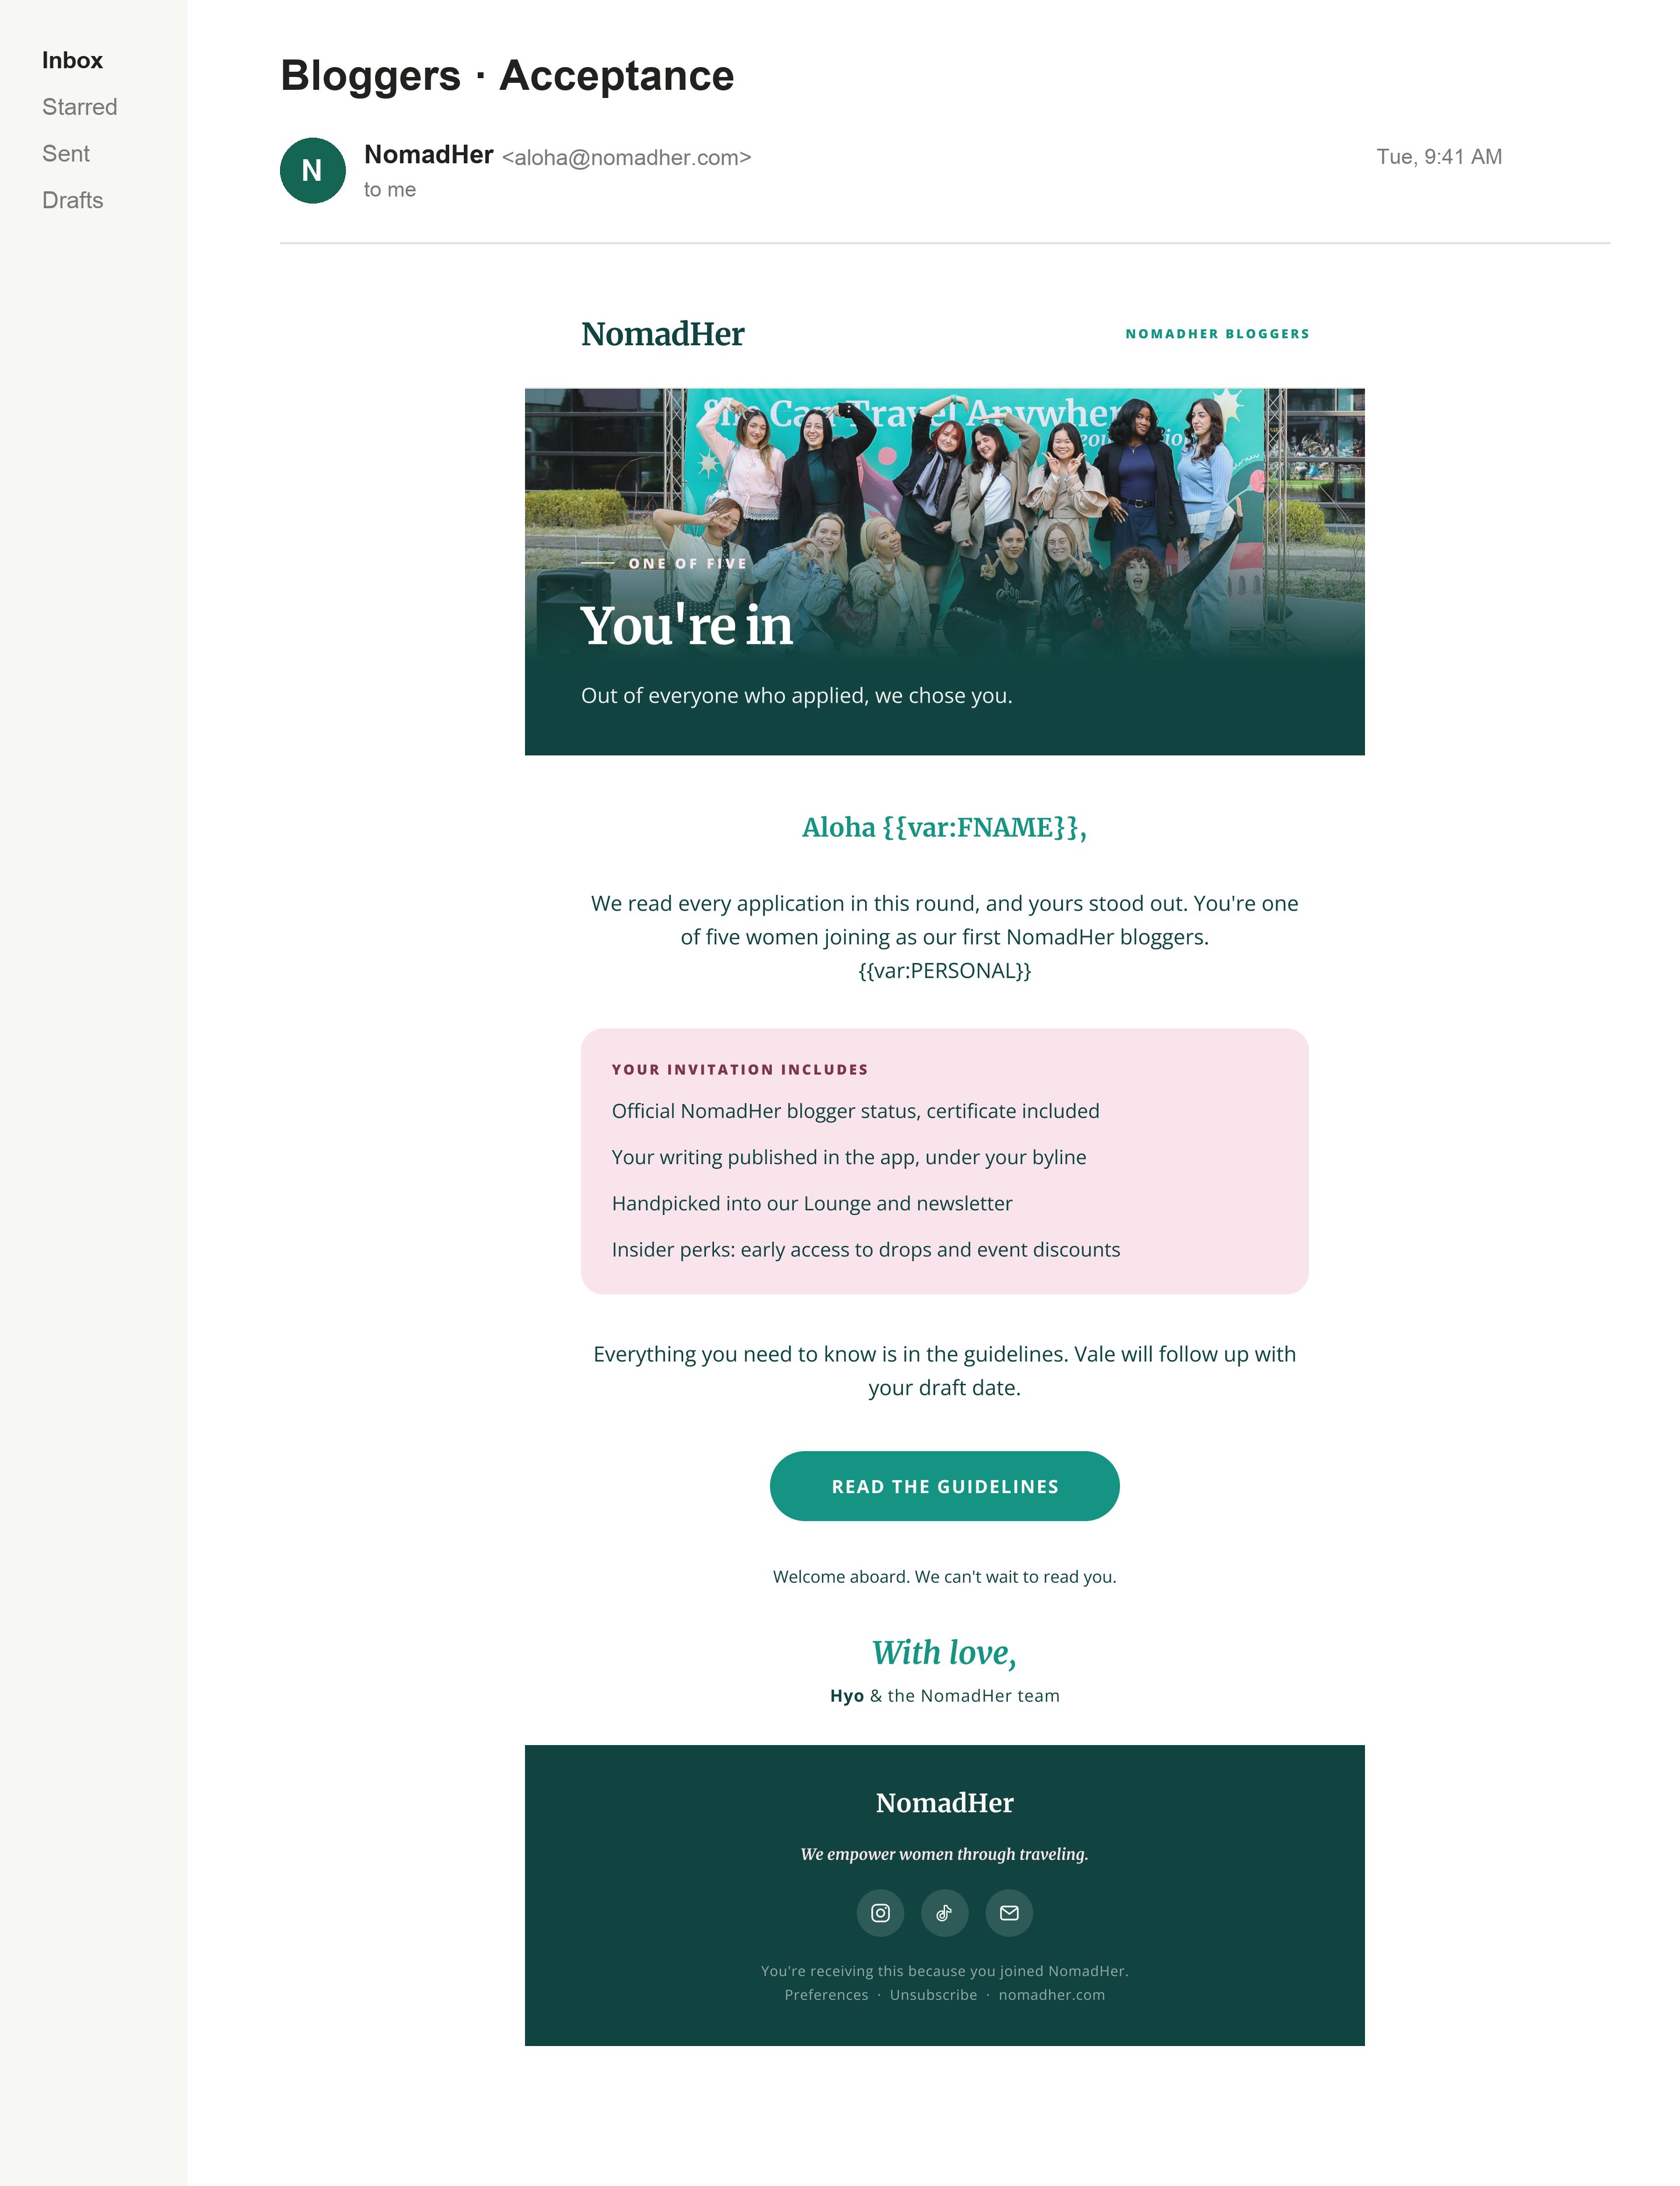 Inbox
Starred
Sent
Drafts
Bloggers · Acceptance
N
NomadHer <aloha@nomadher.com>
Tue, 9:41 AM
to me
NomadHer
NOMADHER BLOGGERS
She Can Travel Anywhere
ONE OF FIVE
You're in
Out of everyone who applied, we chose you.
Aloha {{var:FNAME}},
We read every application in this round, and yours stood out. You're one
of five women joining as our first NomadHer bloggers.
{{var:PERSONAL}}
YOUR INVITATION INCLUDES
Official NomadHer blogger status, certificate included
Your writing published in the app, under your byline
Handpicked into our Lounge and newsletter
Insider perks: early access to drops and event discounts
Everything you need to know is in the guidelines. Vale will follow up with
your draft date.
READ THE GUIDELINES
Welcome aboard. We can't wait to read you.
With love,
Hyo & the NomadHer team
NomadHer
We empower women through traveling.
You're receiving this because you joined NomadHer.
Preferences · Unsubscribe · nomadher.com